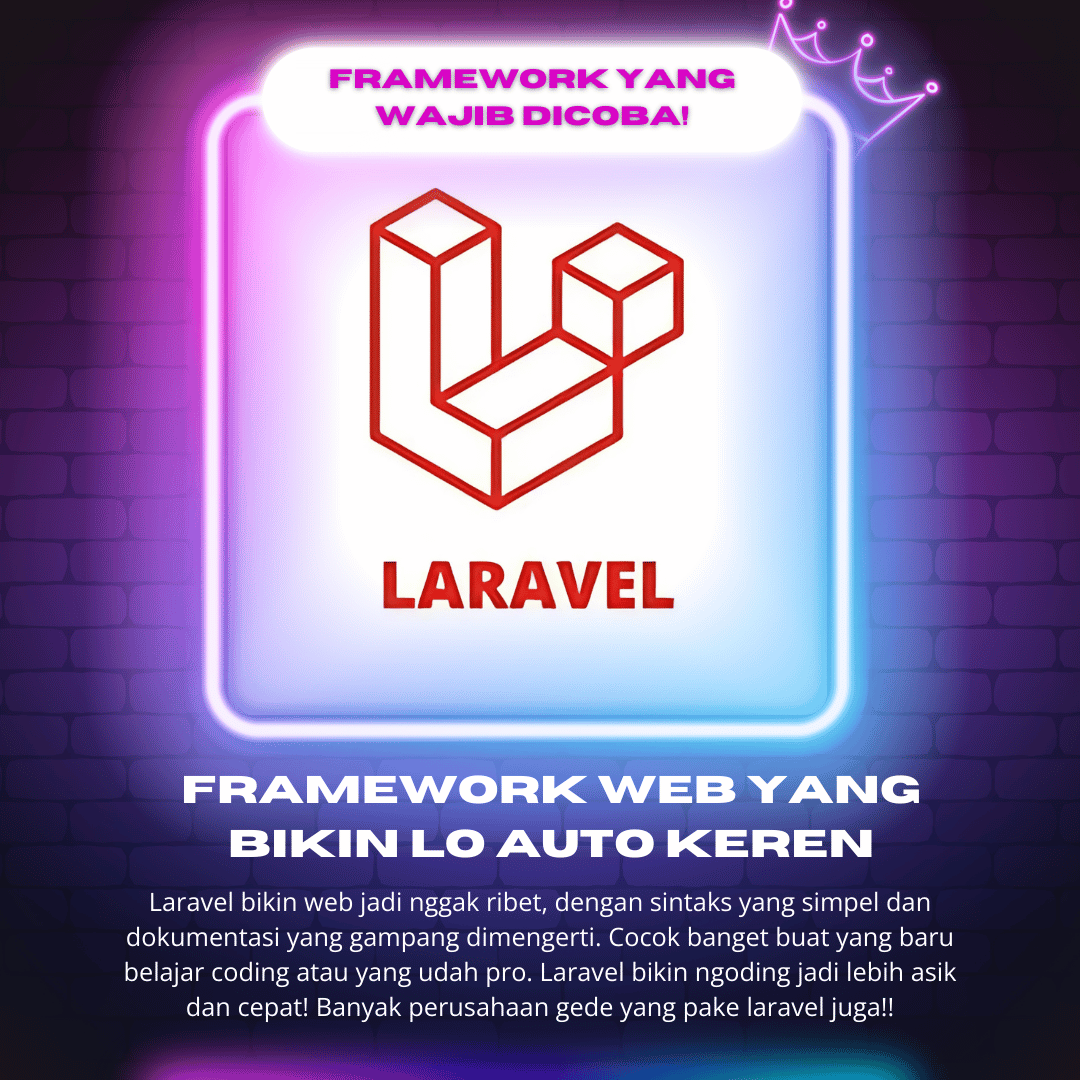 FRAMEWORK YANG
WAJIB DICOBA!
LARAVEL
FRAMEWORK WEB YANG
BIKIN LO AUTO KEREN
Laravel bikin web jadi nggak ribet, dengan sintaks yang simpel dan
dokumentasi yang gampang dimengerti. Cocok banget buat yang baru
belajar coding atau yang udah pro. Laravel bikin ngoding jadi lebih asik
dan cepat! Banyak perusahaan gede yang pake laravel juga!!